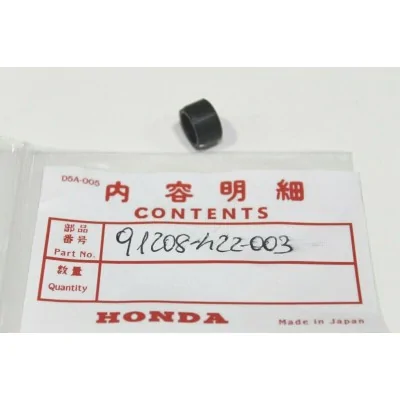 D5A-005
内容明細
CONTENTS
部品
番号
Part No.
91208-422-003
数量
Quantity
HONDA
Made in Japan